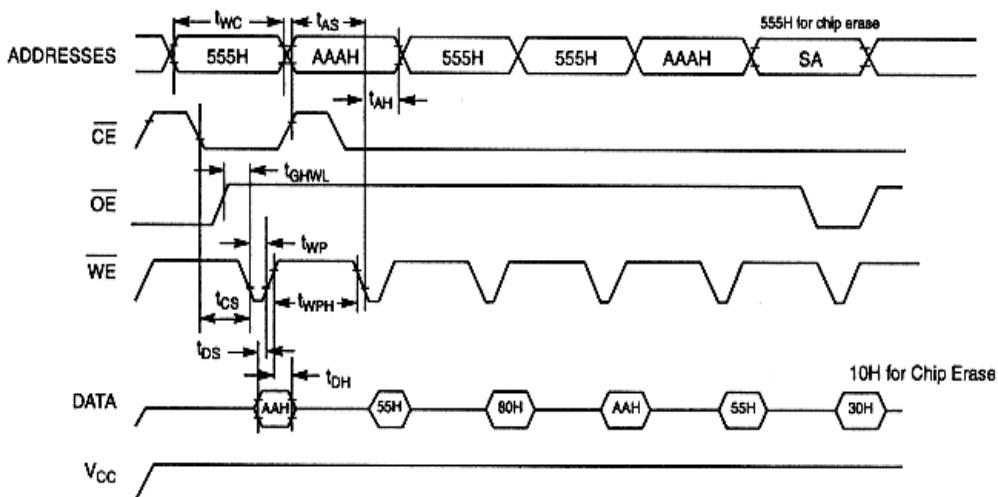 tWC
tAS
555H for chip erase
ADDRESSES
555H
AAAH
555H
555H
AAAH
SA
tAH
CE
tGHWL
OE
tWP
WE
tCS
tWPH
tDS
tDH
10H for Chip Erase
DATA
AAH
55H
80H
AAH
55H
30H
VCC